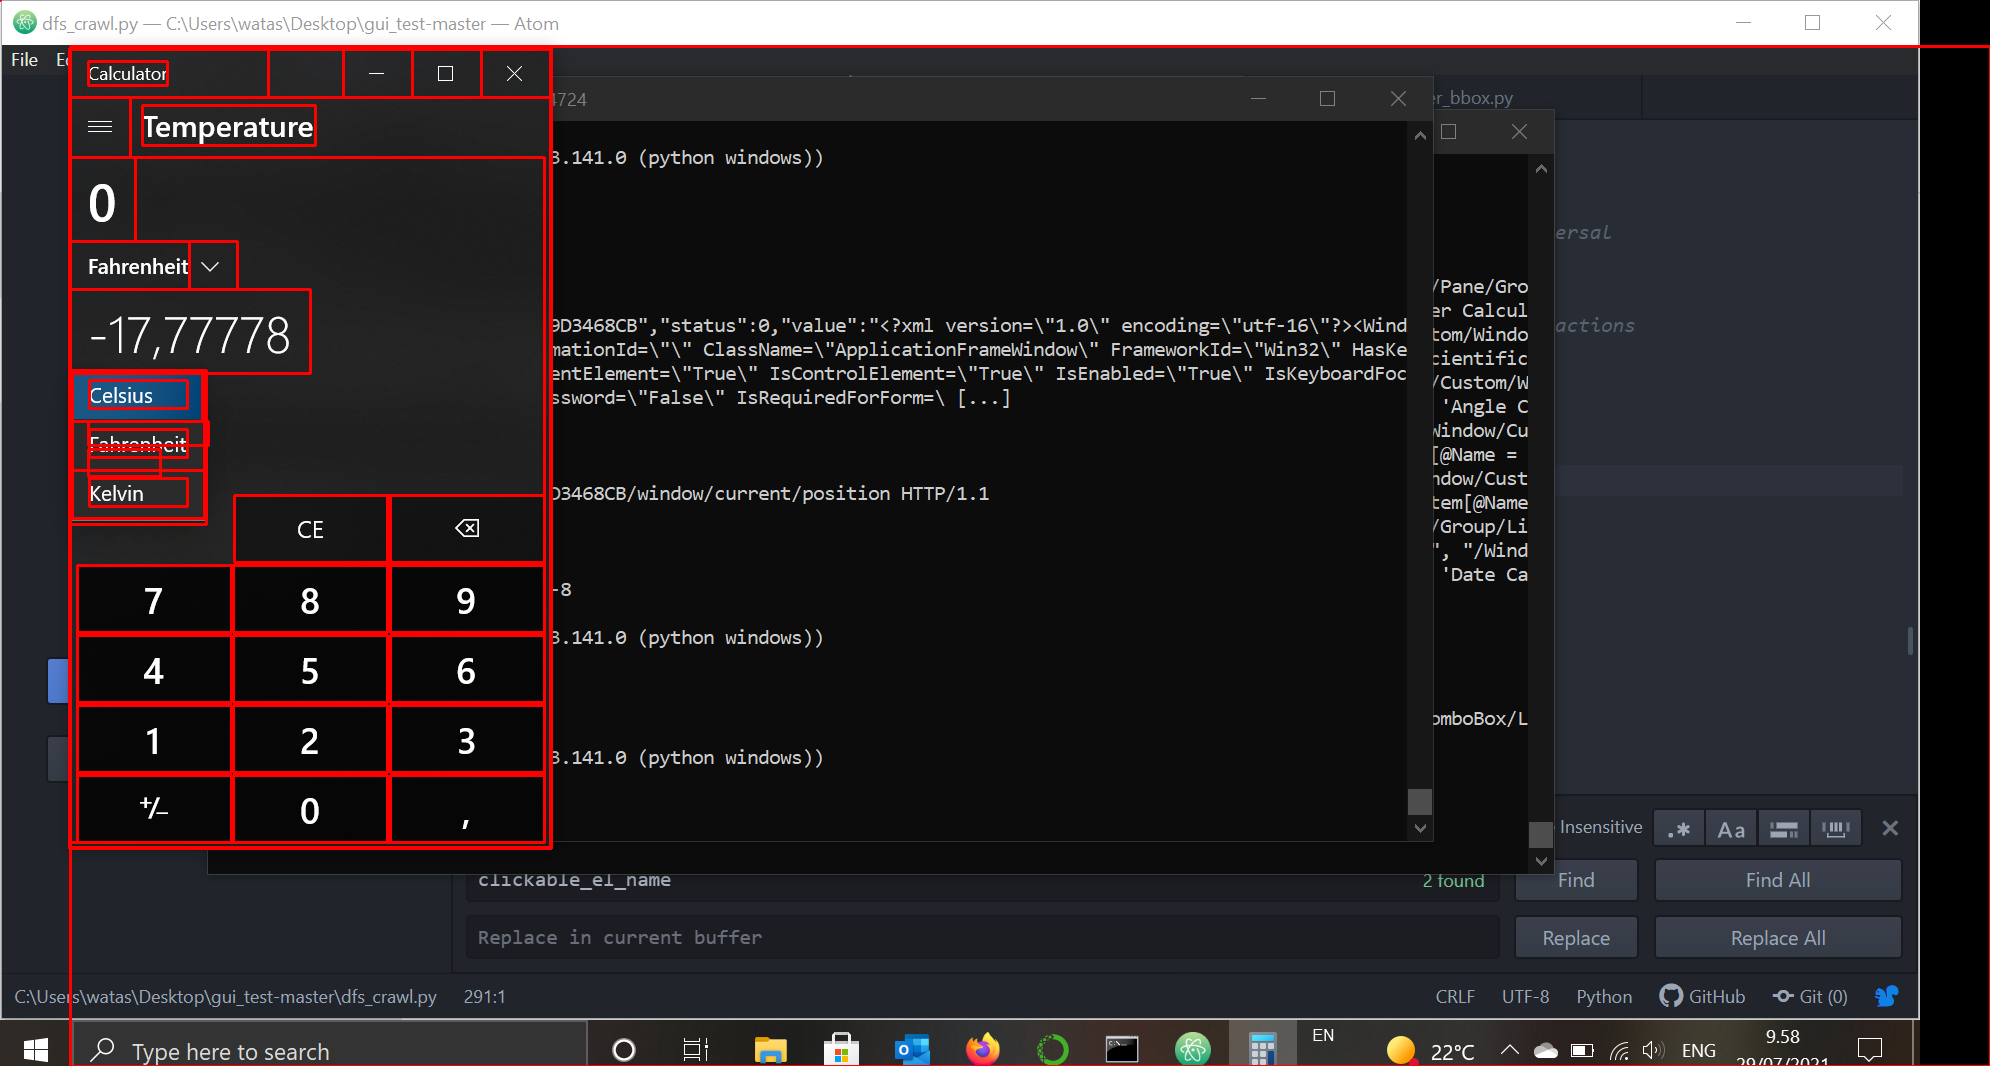 dfs_crawl.py — C:\Users\watas\Desktop\gui_test-master — Atom
File
Calculator
4724
er_bbox.py
Temperature
3.141.0 (python windows))
0
ersal
Fahrenheit
/Pane/Gro
er Calcul
-17,77778
9D3468CB","status":0,"value":"<?xml version=\"1.0\" encoding=\"utf-16\"?><Wind
tom/Windo
actions
mationId=\"\" ClassName=\"ApplicationFrameWindow\" FrameworkId=\"Win32\" HasKe
cientific
entElement=\"True\" IsControlElement=\"True\" IsEnabled=\"True\" IsKeyboardFoc
/Custom/W
Celsius
ssword=\"False\" IsRequiredForForm=\ [...]
'Angle C
Window/Cu
Fahrenheit
[@Name =
ndow/Cust
Kelvin
D3468CB/window/current/position HTTP/1.1
tem[@Name
CE
/Group/Li
", "/Wind
'Date Ca
-8
7 8 9
3.141.0 (python windows))
4 5 6
omboBox/L
1 2 3
3.141.0 (python windows))
+/− 0 ,
Insensitive .* Aa
clickable_el_name
2 found
Find
Find All
Replace in current buffer
Replace
Replace All
C:\Users\watas\Desktop\gui_test-master\dfs_crawl.py 291:1
CRLF UTF-8 Python GitHub Git (0)
Type here to search
EN
22°C
ENG
9.58
29/07/2021